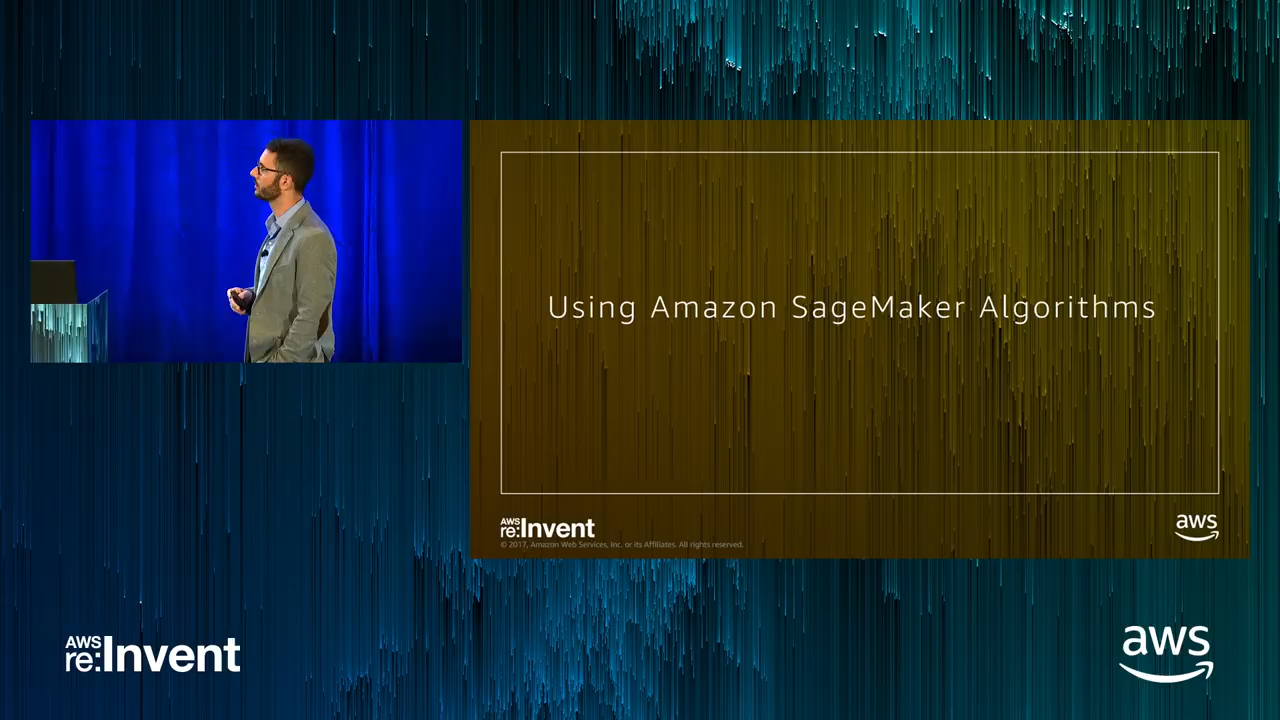 Using Amazon SageMaker Algorithms
AWS
re:Invent
© 2017, Amazon Web Services, Inc. or its Affiliates. All rights reserved.
aws
AWS
re:Invent
aws